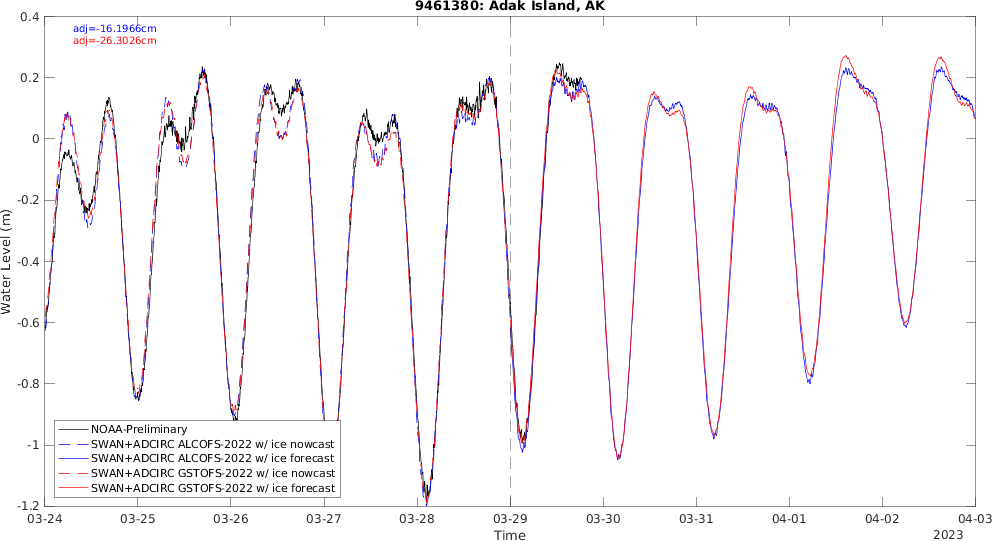 9461380: Adak Island, AK
adj=-16.1966cm
adj=-26.3026cm
0.4
0.2
0
-0.2
-0.4
-0.6
-0.8
-1
-1.2
Water Level (m)
NOAA-Preliminary
SWAN+ADCIRC ALCOFS-2022 w/ ice nowcast
SWAN+ADCIRC ALCOFS-2022 w/ ice forecast
SWAN+ADCIRC GSTOFS-2022 w/ ice nowcast
SWAN+ADCIRC GSTOFS-2022 w/ ice forecast
03-24 03-25 03-26 03-27 03-28 03-29 03-30 03-31 04-01 04-02 04-03
Time
2023